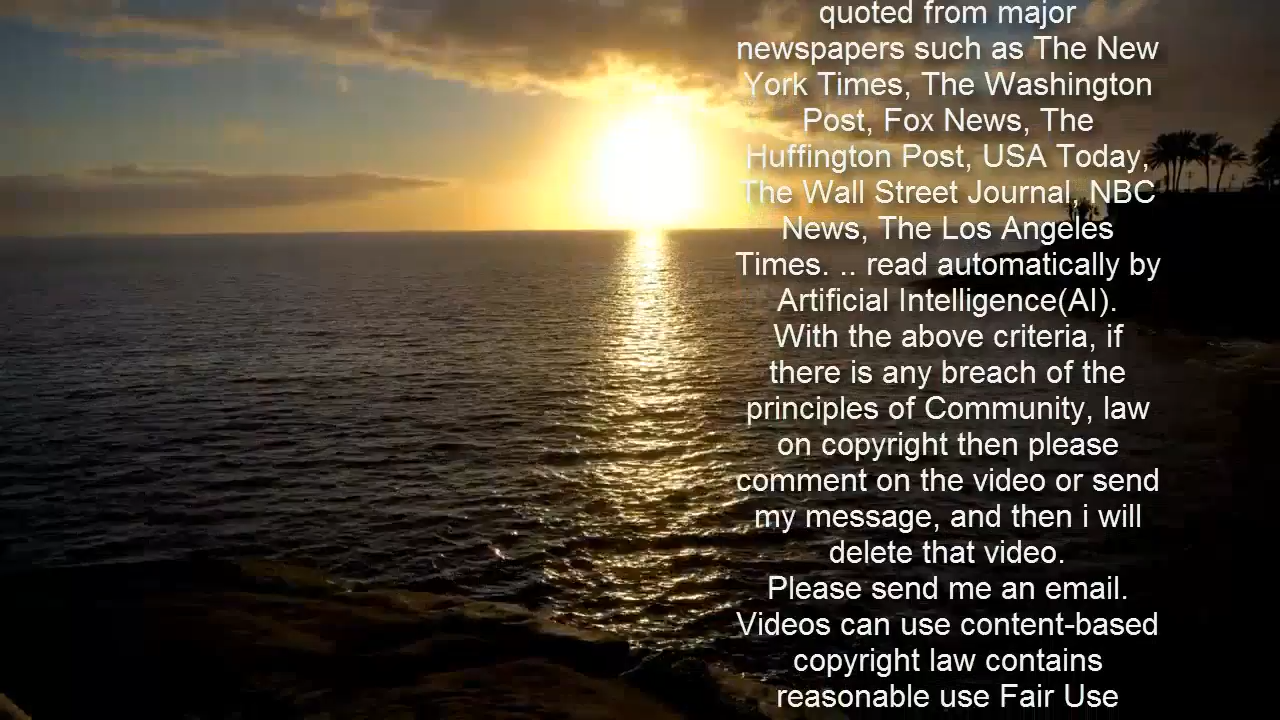 quoted from major
newspapers such as The New
York Times, The Washington
Post, Fox News, The
Huffington Post, USA Today,
The Wall Street Journal, NBC
News, The Los Angeles
Times. .. read automatically by
Artificial Intelligence(AI).
With the above criteria, if
there is any breach of the
principles of Community, law
on copyright then please
comment on the video or send
my message, and then i will
delete that video.
Please send me an email.
Videos can use content-based
copyright law contains
reasonable use Fair Use